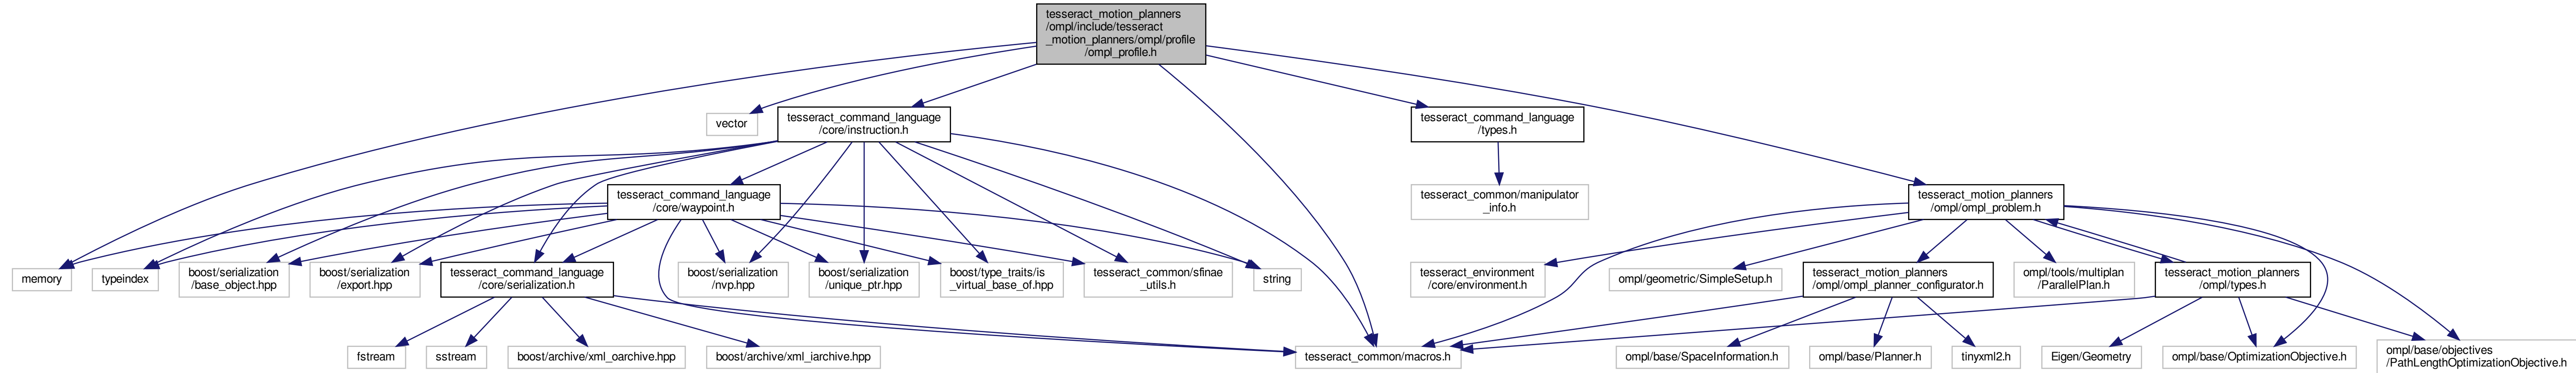 tesseract_motion_planners
/ompl/include/tesseract
_motion_planners/ompl/profile
/ompl_profile.h
vector
tesseract_command_language
/core/instruction.h
tesseract_command_language
/types.h
tesseract_command_language
/core/waypoint.h
tesseract_common/manipulator
_info.h
tesseract_motion_planners
/ompl/ompl_problem.h
memory
typeindex
boost/serialization
/base_object.hpp
boost/serialization
/export.hpp
tesseract_command_language
/core/serialization.h
boost/serialization
/nvp.hpp
boost/serialization
/unique_ptr.hpp
boost/type_traits/is
_virtual_base_of.hpp
tesseract_common/sfinae
_utils.h
string
tesseract_environment
/core/environment.h
ompl/geometric/SimpleSetup.h
tesseract_motion_planners
/ompl/ompl_planner_configurator.h
ompl/tools/multiplan
/ParallelPlan.h
tesseract_motion_planners
/ompl/types.h
fstream
sstream
boost/archive/xml_oarchive.hpp
boost/archive/xml_iarchive.hpp
tesseract_common/macros.h
ompl/base/SpaceInformation.h
ompl/base/Planner.h
tinyxml2.h
Eigen/Geometry
ompl/base/OptimizationObjective.h
ompl/base/objectives
/PathLengthOptimizationObjective.h